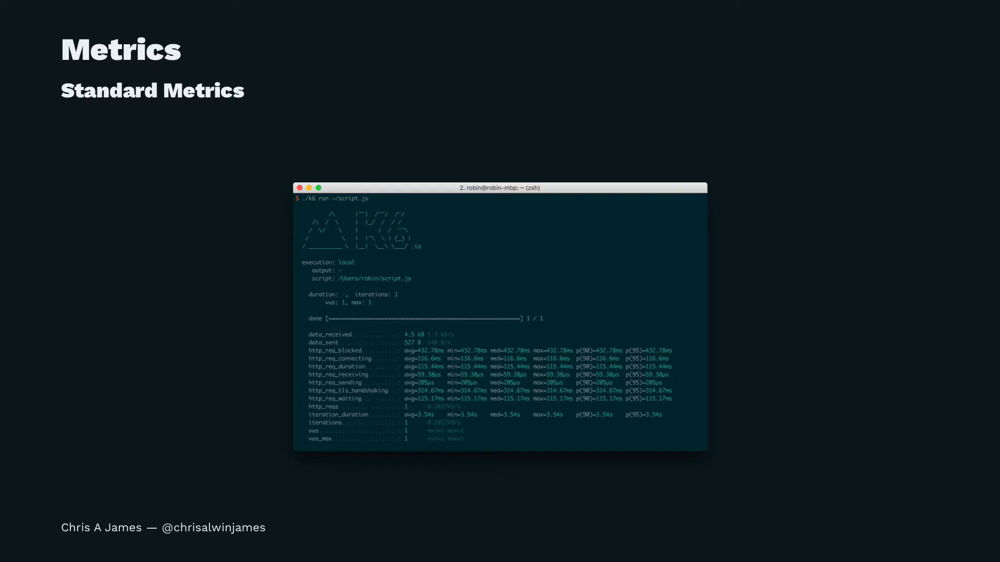 Metrics
Standard Metrics
2. robin@robin-mbp: ~ (zsh)
$ ./k6 run ~/script.js
.io
execution: local
output: -
script: /Users/robin/script.js
duration: -, iterations: 1
vus: 1, max: 1
done [==========================================================] 1 / 1
data_received..............: 4.5 kB 1.3 kB/s
data_sent..................: 527 B 148 B/s
http_req_blocked...........: avg=432.78ms min=432.78ms med=432.78ms max=432.78ms p(90)=432.78ms p(95)=432.78ms
http_req_connecting........: avg=116.6ms min=116.6ms med=116.6ms max=116.6ms p(90)=116.6ms p(95)=116.6ms
http_req_duration..........: avg=115.44ms min=115.44ms med=115.44ms max=115.44ms p(90)=115.44ms p(95)=115.44ms
http_req_receiving.........: avg=59.38µs min=59.38µs med=59.38µs max=59.38µs p(90)=59.38µs p(95)=59.38µs
http_req_sending...........: avg=205µs min=205µs med=205µs max=205µs p(90)=205µs p(95)=205µs
http_req_tls_handshaking...: avg=314.67ms min=314.67ms med=314.67ms max=314.67ms p(90)=314.67ms p(95)=314.67ms
http_req_waiting...........: avg=115.17ms min=115.17ms med=115.17ms max=115.17ms p(90)=115.17ms p(95)=115.17ms
http_reqs..................: 1 0.281749/s
iteration_duration.........: avg=3.54s min=3.54s med=3.54s max=3.54s p(90)=3.54s p(95)=3.54s
iterations.................: 1 0.281749/s
vus........................: 1 min=1 max=1
vus_max....................: 1 min=1 max=1
Chris A James — @chrisalwinjames